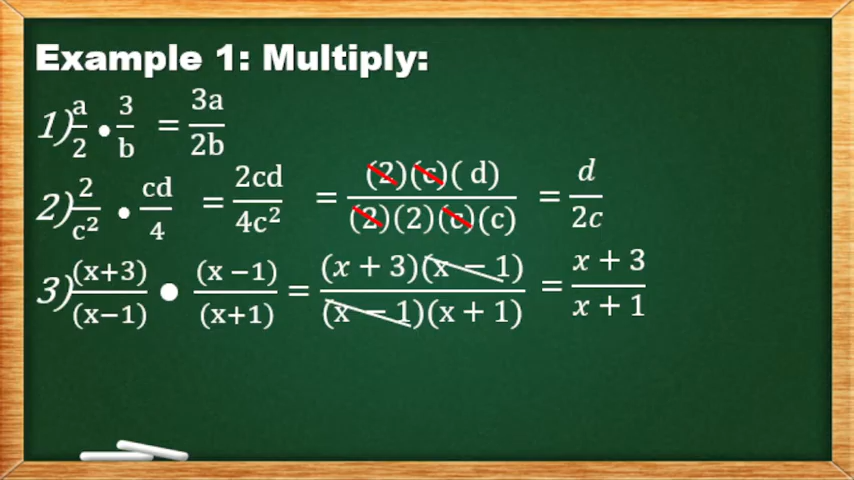 Example 1: Multiply:
1) a/2 • 3/b = 3a/2b
2) 2/c² • cd/4 = 2cd/4c² = (2)(c)( d)/(2)(2)(c)(c) = d/2c
3) (x+3)/(x−1) • (x −1)/(x+1) = (x + 3)(x − 1)/(x − 1)(x + 1) = x + 3/x + 1